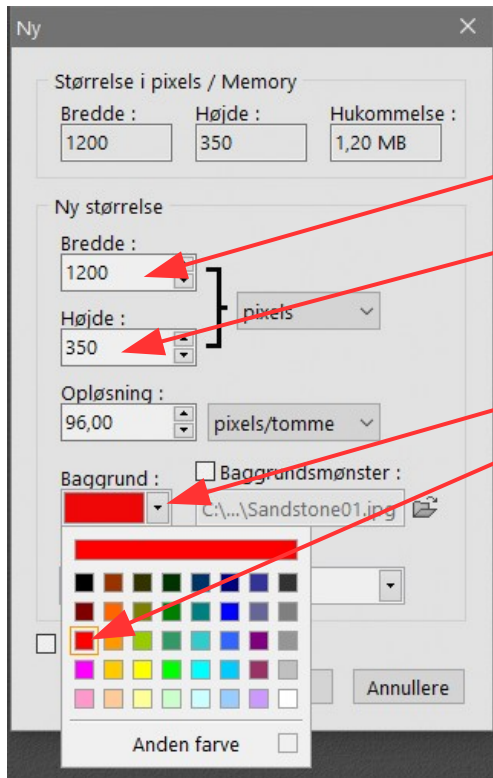 Ny
Størrelse i pixels / Memory
Bredde : Højde : Hukommelse :
1200 350 1,20 MB
Ny størrelse
Bredde :
1200
pixels
Højde :
350
Opløsning :
96,00 pixels/tomme
Baggrund : Baggrundsmønster :
C:\...\Sandstone01.jpg
Anden farve
Annullere